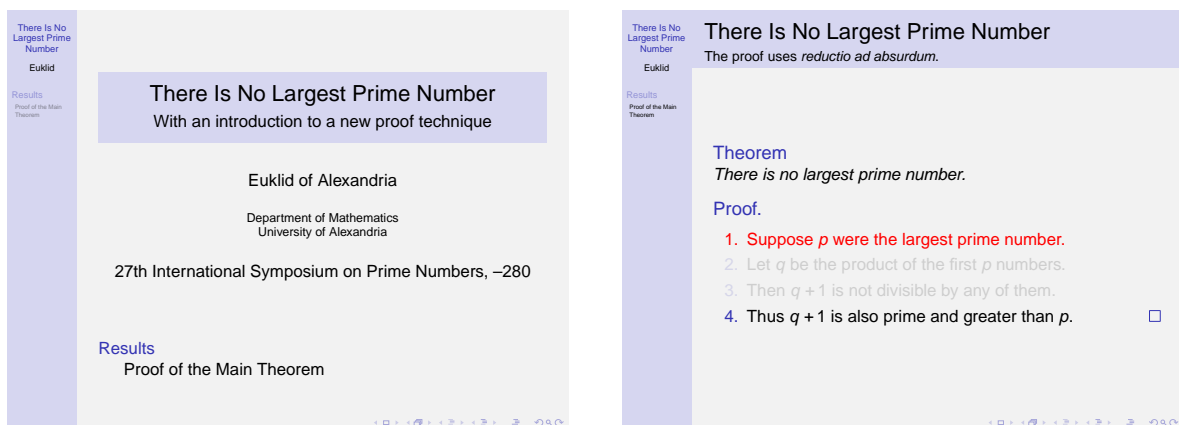 There Is No
Largest Prime
Number
Euklid
Results
Proof of the Main
Theorem
There Is No Largest Prime Number
With an introduction to a new proof technique
Euklid of Alexandria
Department of Mathematics
University of Alexandria
27th International Symposium on Prime Numbers, –280
Results
Proof of the Main Theorem
There Is No
Largest Prime
Number
Euklid
Results
Proof of the Main
Theorem
There Is No Largest Prime Number
The proof uses reductio ad absurdum.
Theorem
There is no largest prime number.
Proof.
1. Suppose p were the largest prime number.
2. Let q be the product of the first p numbers.
3. Then q + 1 is not divisible by any of them.
4. Thus q + 1 is also prime and greater than p. □